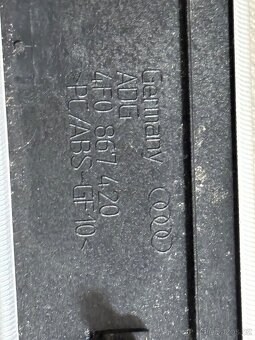 Germany
ADG
4F0 867 420
>PC/ABS-GF10<